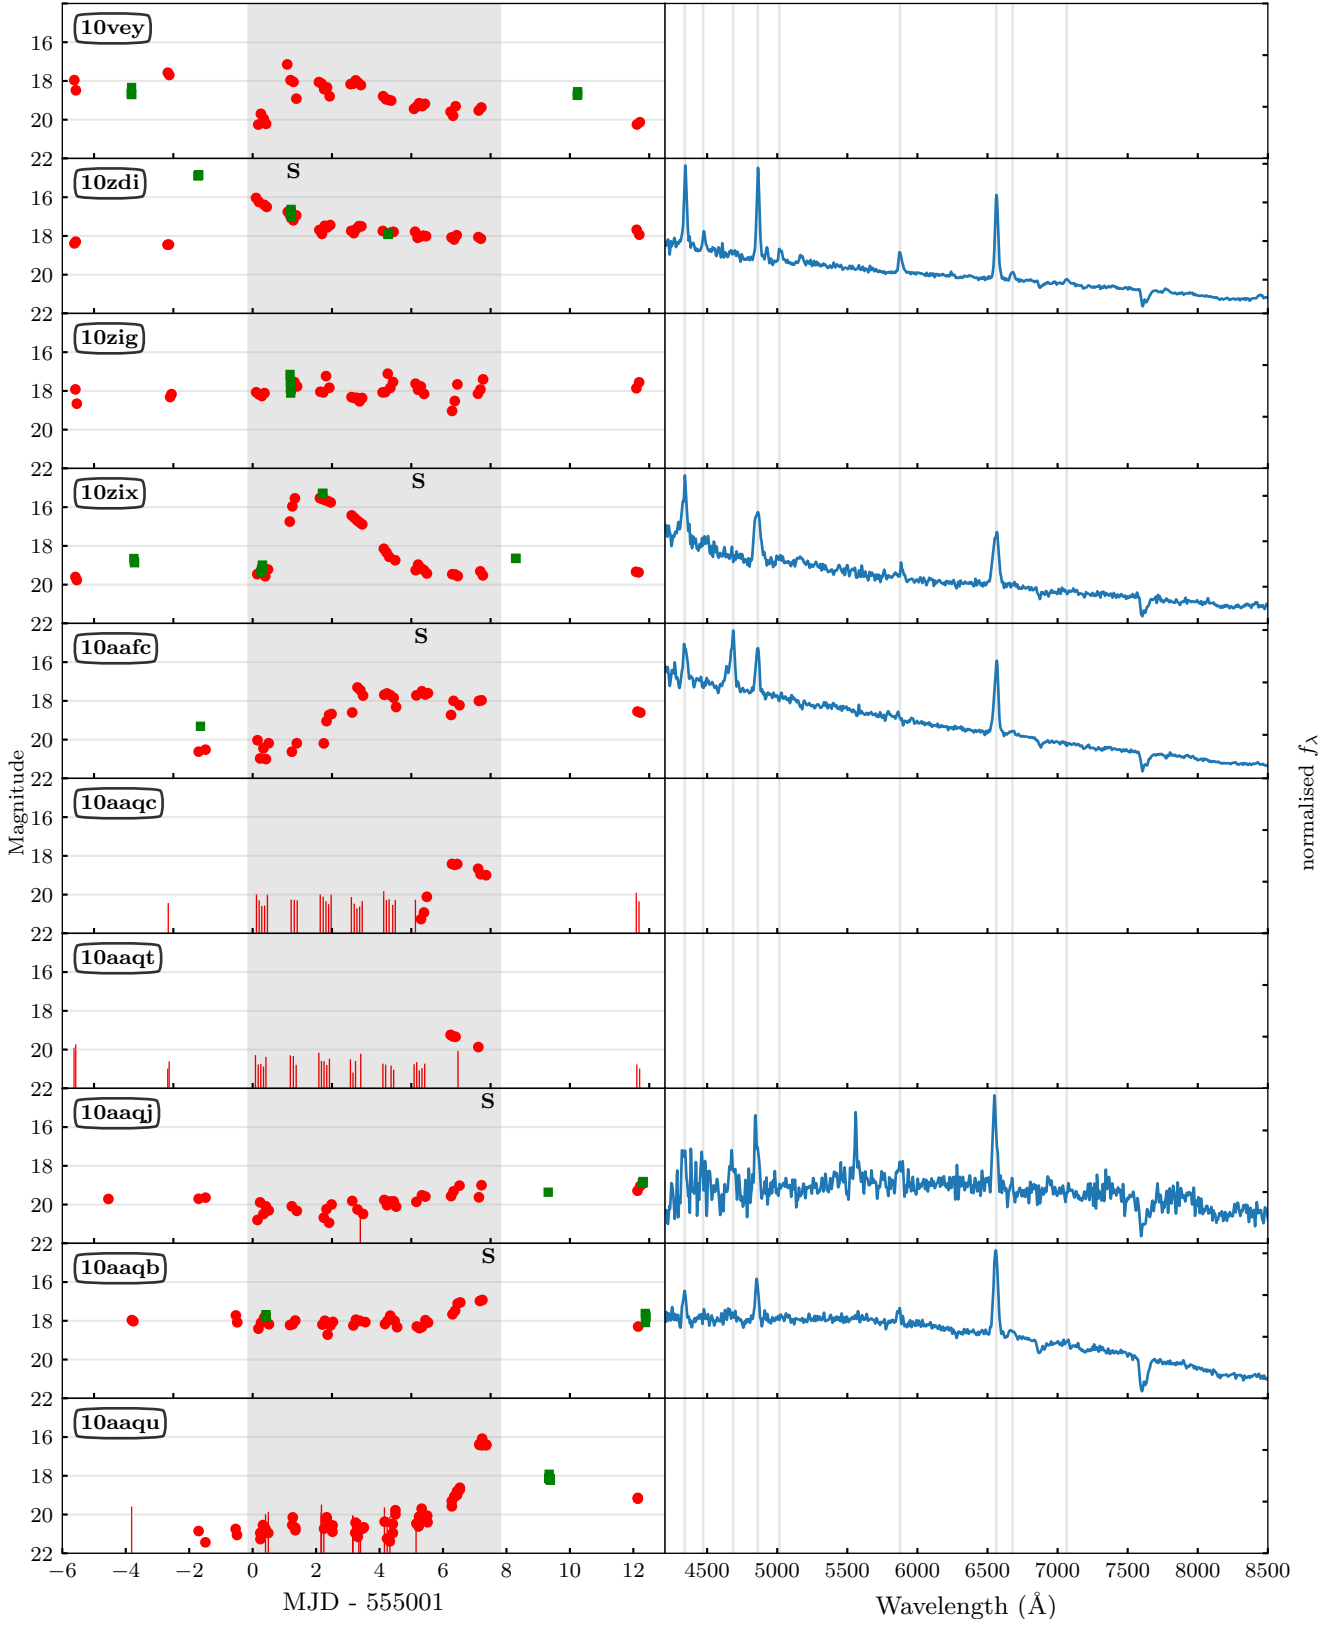 10vey
16
18
20
22
10zdi
S
16
18
20
22
10zig
16
18
20
22
10zix
S
16
18
20
22
10aafc
S
16
18
20
22
10aaqc
16
18
20
22
10aaqt
16
18
20
22
10aaqj
S
16
18
20
22
10aaqb
S
16
18
20
22
10aaqu
16
18
20
22
Magnitude
normalised fλ
−6 −4 −2 0 2 4 6 8 10 12
4500 5000 5500 6000 6500 7000 7500 8000 8500
MJD - 555001
Wavelength (Å)